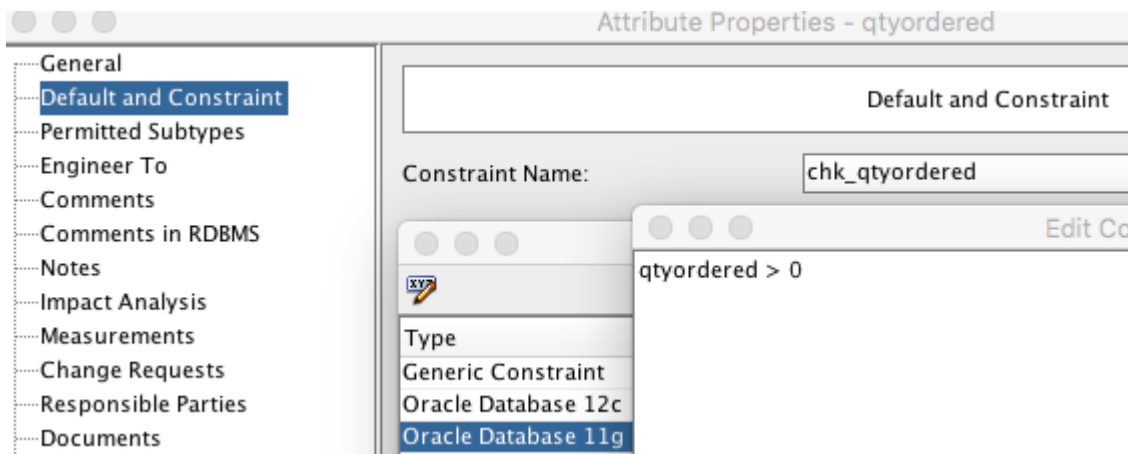 Attribute Properties - qtyordered
General
Default and Constraint
Permitted Subtypes
Engineer To
Comments
Comments in RDBMS
Notes
Impact Analysis
Measurements
Change Requests
Responsible Parties
Documents
Default and Constraint
Constraint Name:
chk_qtyordered
Type
Generic Constraint
Oracle Database 12c
Oracle Database 11g
Edit Co
qtyordered > 0